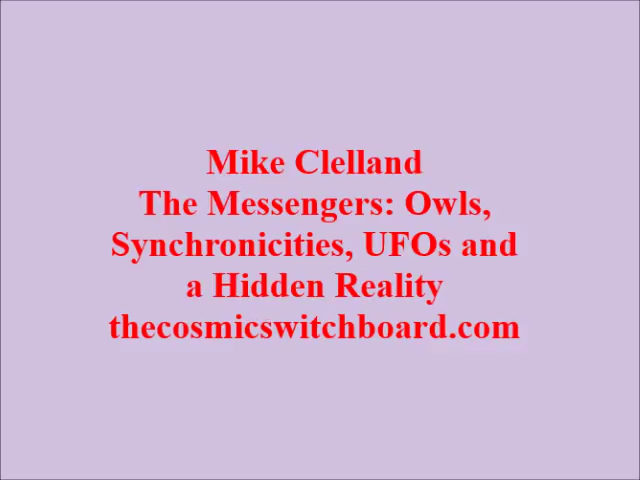 Mike Clelland
The Messengers: Owls,
Synchronicities, UFOs and
a Hidden Reality
thecosmicswitchboard.com